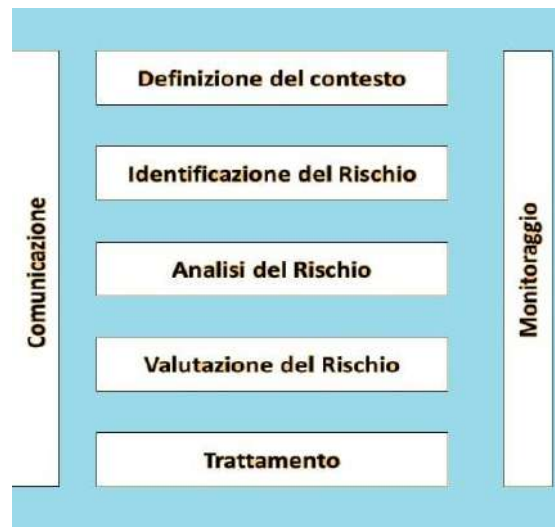 Comunicazione
Definizione del contesto
Identificazione del Rischio
Analisi del Rischio
Valutazione del Rischio
Trattamento
Monitoraggio